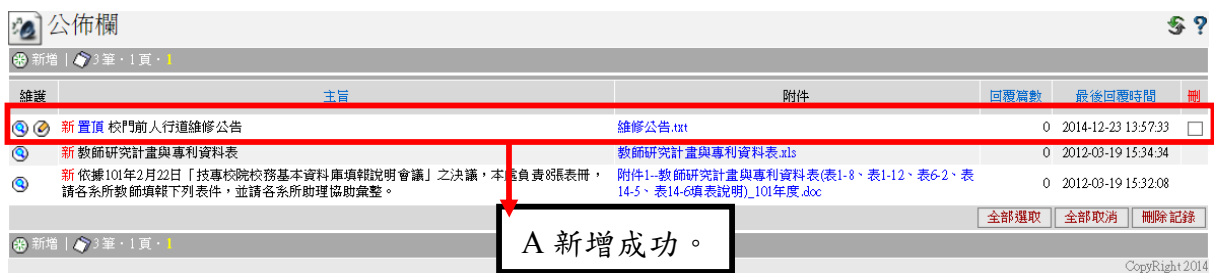 公佈欄
新增 | 3筆·1頁·1
維護 主旨 附件 回覆篇數 最後回覆時間 刪
新 置頂 校門前人行道維修公告 維修公告.txt 0 2014-12-23 13:57:33
新 教師研究計畫與專利資料表 教師研究計畫與專利資料表.xls 0 2012-03-19 15:34:34
新 依據101年2月22日「技專校院校務基本資料庫填報說明會議」之決議，本處負責8張表冊， 附件1--教師研究計畫與專利資料表(表1-8、表1-12、表6-2、表 0 2012-03-19 15:32:08
請各系所教師填報下列表件，並請各系所助理協助彙整。 14-5、表14-6填表說明)_101年度.doc
全部選取 全部取消 刪除記錄
A 新增成功。
新增 | 3筆·1頁·1
CopyRight 2014